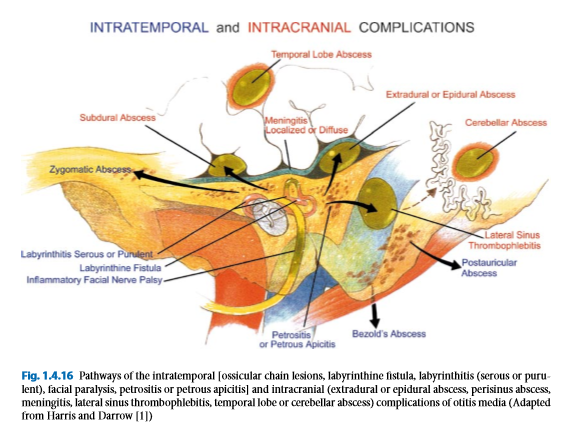 INTRATEMPORAL and INTRACRANIAL COMPLICATIONS
Temporal Lobe Abscess
Extradural or Epidural Abscess
Subdural Abscess
Meningitis
Localized or Diffuse
Cerebellar Abscess
Zygomatic Abscess
Lateral Sinus
Thrombophlebitis
Labyrinthitis Serous or Purulent
Labyrinthine Fistula
Inflammatory Facial Nerve Palsy
Postauricular
Abscess
Petrositis
or Petrous Apicitis
Bezold's Abscess
Fig. 1.4.16 Pathways of the intratemporal [ossicular chain lesions, labyrinthine fistula, labyrinthitis (serous or puru-
lent), facial paralysis, petrositis or petrous apicitis] and intracranial (extradural or epidural abscess, perisinus abscess,
meningitis, lateral sinus thrombophlebitis, temporal lobe or cerebellar abscess) complications of otitis media (Adapted
from Harris and Darrow [1])